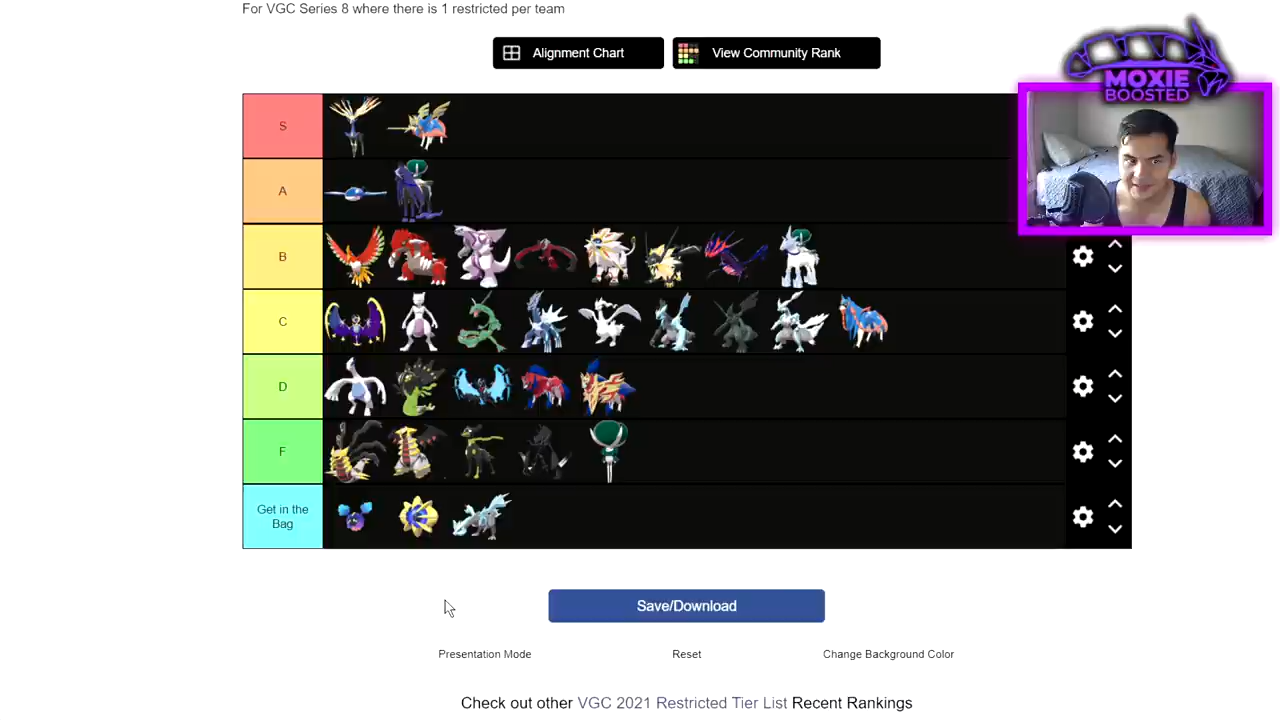 For VGC Series 8 where there is 1 restricted per team
Alignment Chart
View Community Rank
MOXIE
BOOSTED
S
A
B
C
D
F
Get in the
Bag
Save/Download
Presentation Mode
Reset
Change Background Color
Check out other VGC 2021 Restricted Tier List Recent Rankings